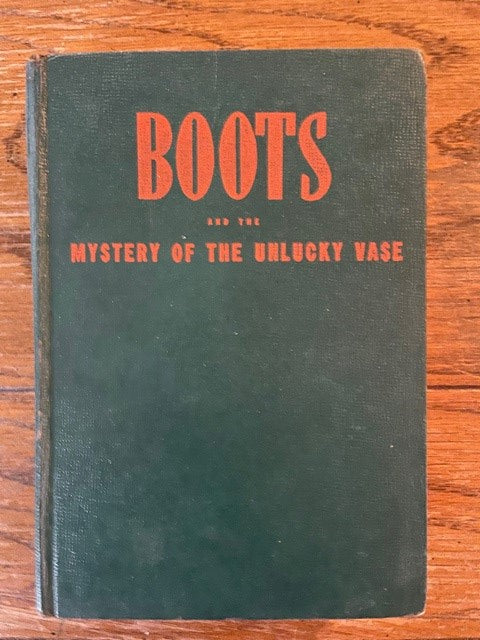 BOOTS
AND THE
MYSTERY OF THE UNLUCKY VASE